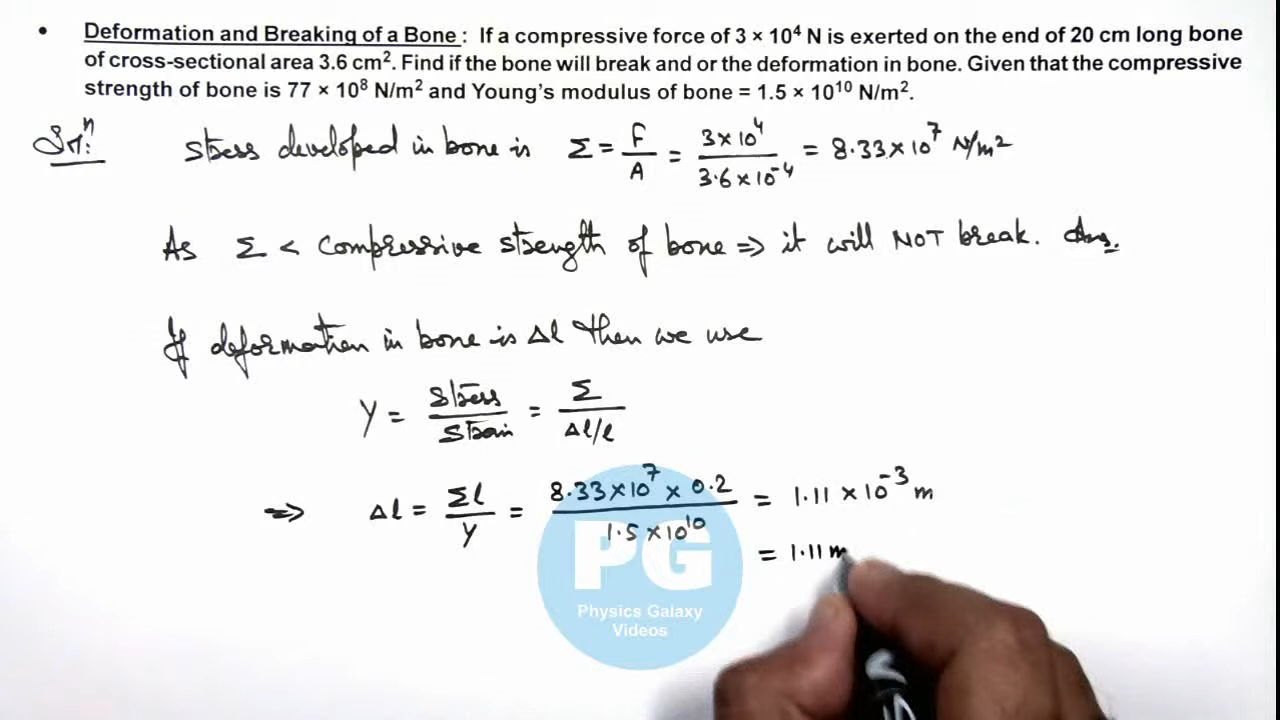 • Deformation and Breaking of a Bone : If a compressive force of 3 × 10⁴ N is exerted on the end of 20 cm long bone
of cross-sectional area 3.6 cm². Find if the bone will break and or the deformation in bone. Given that the compressive
strength of bone is 77 × 10⁸ N/m² and Young's modulus of bone = 1.5 × 10¹⁰ N/m².
Solⁿ: Stress developed in bone is Σ = F/A = 3×10⁴/3.6×10⁻⁴ = 8.33×10⁷ N/m²
As Σ < Compressive strength of bone ⇒ it will NOT break. Ans.
If deformation in bone is Δl then we use
Y = Stress/Strain = Σ/Δl/l
⇒ Δl = Σl/Y = 8.33×10⁷ × 0.2/1.5×10¹⁰ = 1.11 × 10⁻³ m
= 1.11 m
PG
Physics Galaxy
Videos